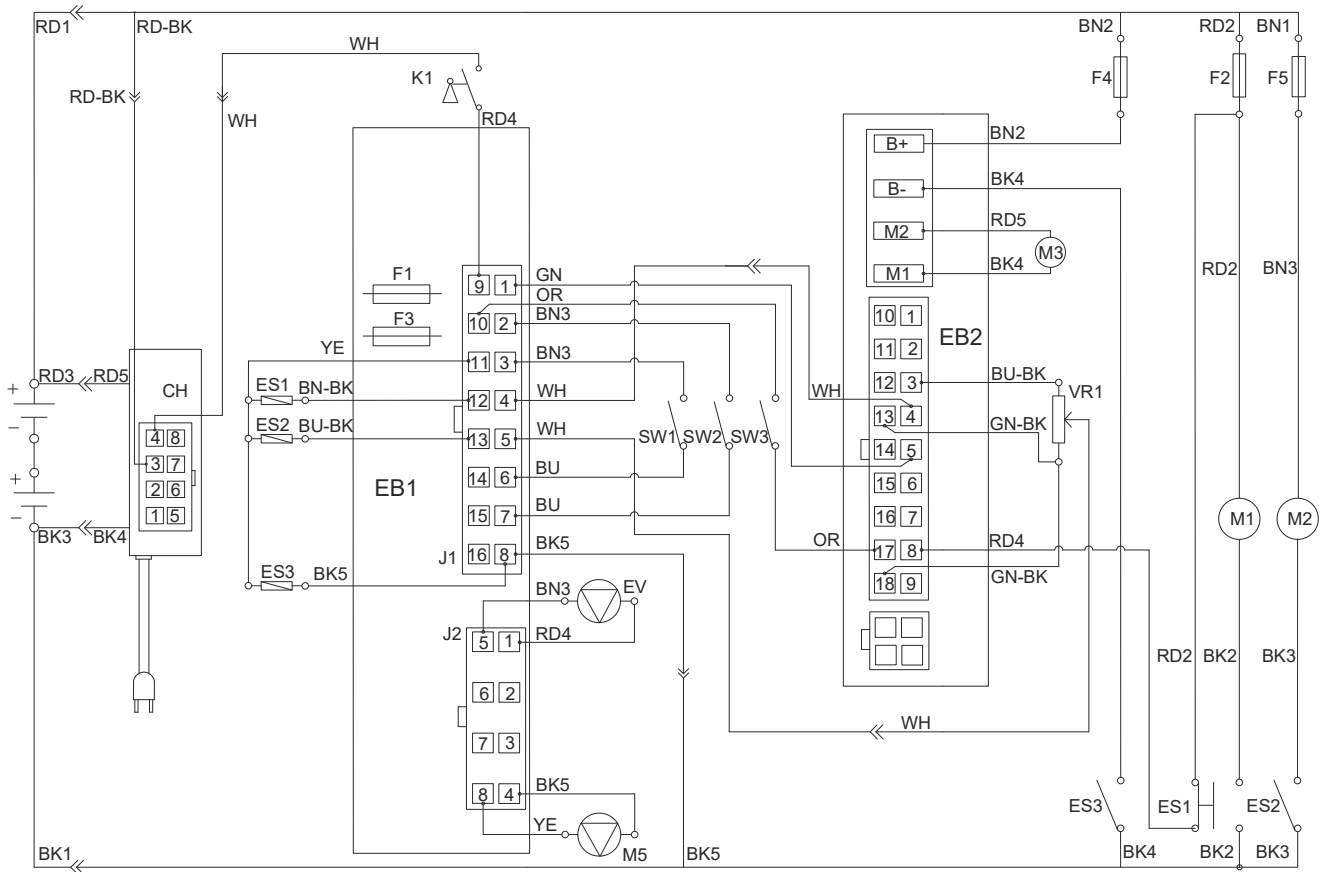 RD1
RD-BK
WH
BN2
RD2
BN1
K1
F4
F2
F5
RD-BK
WH
RD4
B+
BN2
B-
BK4
M2
RD5
M3
M1
BK4
RD2
BN3
F1
9 1
GN
OR
10 1
F3
10 2
BN3
EB2
11 2
YE
11 3
BN3
12 3
BU-BK
RD3
RD5
CH
ES1
BN-BK
12 4
WH
WH
13 4
VR1
+
-
GN-BK
4 8
ES2
BU-BK
13 5
WH
SW1
SW2
SW3
14 5
3 7
EB1
14 6
BU
15 6
+
-
2 6
15 7
BU
16 7
1 5
M1
M2
BK3
BK4
J1
16 8
BK5
OR
17 8
RD4
ES3
BK5
18 9
GN-BK
BN3
EV
J2
5 1
RD4
RD2
BK2
BK3
6 2
WH
7 3
8 4
BK5
ES3
ES1
ES2
YE
M5
BK1
BK5
BK4
BK2
BK3